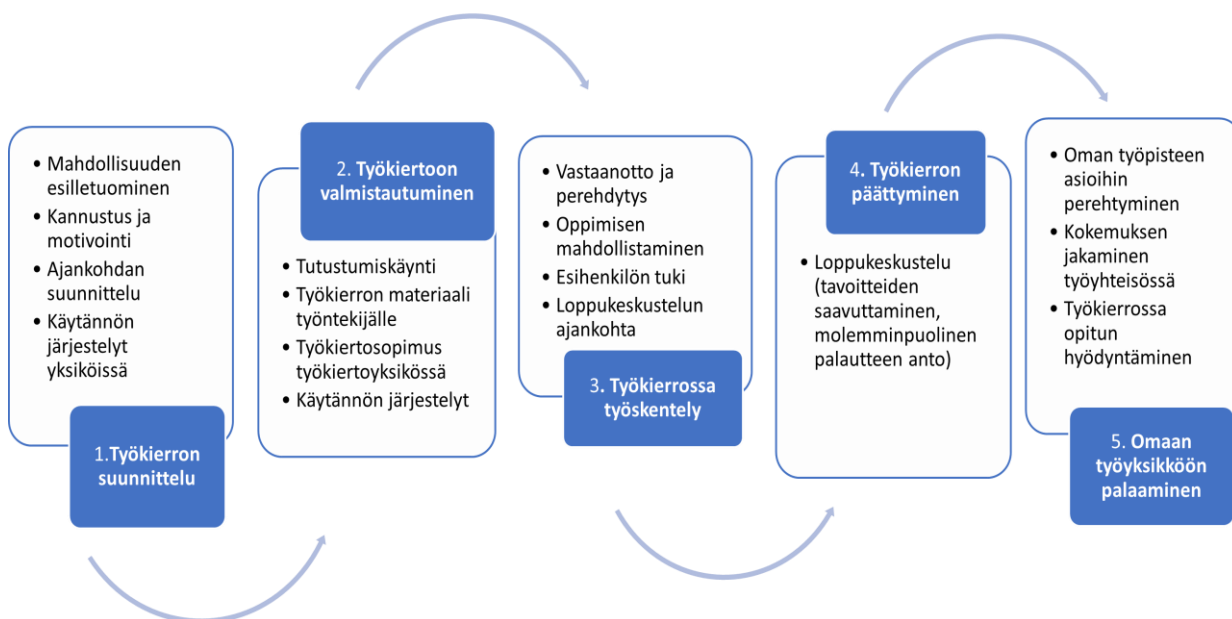 • Mahdollisuuden
esilletuominen
• Kannustus ja
motivointi
• Ajankohdan
suunnittelu
• Käytännön
järjestelyt
yksiköissä
1.Työkierron
suunnittelu
2. Työkiertoon
valmistautuminen
• Tutustumiskäynti
• Työkierron materiaali
työntekijälle
• Työkiertosopimus
työkiertoyksikössä
• Käytännön järjestelyt
• Vastaanotto ja
perehdytys
• Oppimisen
mahdollistaminen
• Esihenkilön tuki
• Loppukeskustelun
ajankohta
3. Työkierrossa
työskentely
4. Työkierron
päättyminen
• Loppukeskustelu
(tavoitteiden
saavuttaminen,
molemminpuolinen
palautteen anto)
• Oman työpisteen
asioihin
perehtyminen
• Kokemuksen
jakaminen
työyhteisössä
• Työkierrossa
opitun
hyödyntäminen
5. Omaan
työyksikköön
palaaminen